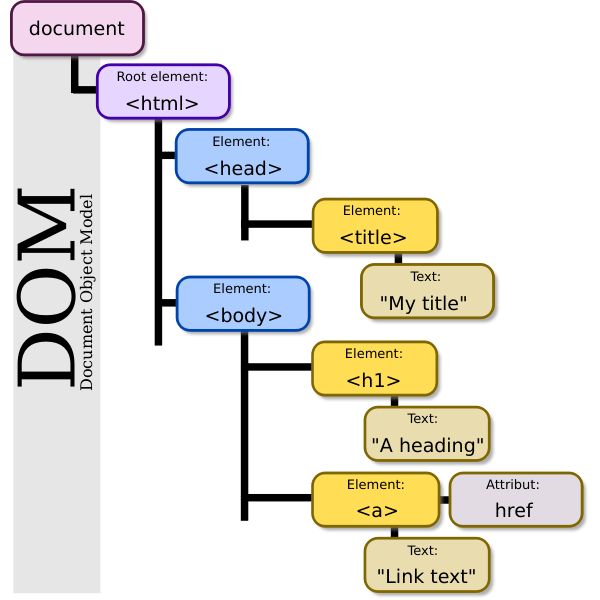 document
Root element:
<html>
Element:
<head>
Element:
<title>
Text:
"My title"
Element:
<body>
Element:
<h1>
Text:
"A heading"
Element:
<a>
Attribut:
href
Text:
"Link text"
DOM
Document Object Model